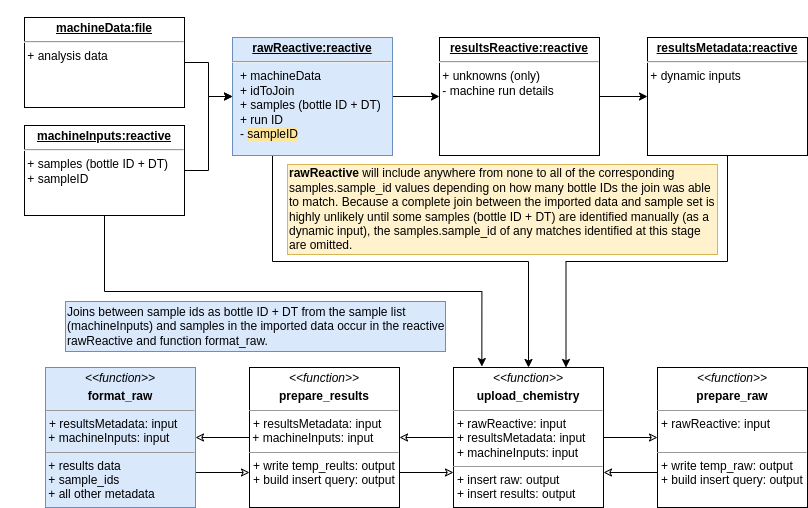 machineData:file
+ analysis data
machineInputs:reactive
+ samples (bottle ID + DT)
+ sampleID
rawReactive:reactive
+ machineData
+ idToJoin
+ samples (bottle ID + DT)
+ run ID
- sampleID
resultsReactive:reactive
+ unknowns (only)
- machine run details
resultsMetadata:reactive
+ dynamic inputs
rawReactive will include anywhere from none to all of the corresponding
samples.sample_id values depending on how many bottle IDs the join was able
to match. Because a complete join between the imported data and sample set is
highly unlikely until some samples (bottle ID + DT) are identified manually (as a
dynamic input), the samples.sample_id of any matches identified at this stage
are omitted.
Joins between sample ids as bottle ID + DT from the sample list
(machineInputs) and samples in the imported data occur in the reactive
rawReactive and function format_raw.
<<function>>
format_raw
+ resultsMetadata: input
+ machineInputs: input
+ results data
+ sample_ids
+ all other metadata
<<function>>
prepare_results
+ resultsMetadata: input
+ machineInputs: input
+ write temp_reults: output
+ build insert query: output
<<function>>
upload_chemistry
+ rawReactive: input
+ resultsMetadata: input
+ machineInputs: input
+ insert raw: output
+ insert results: output
<<function>>
prepare_raw
+ rawReactive: input
+ write temp_raw: output
+ build insert query: output